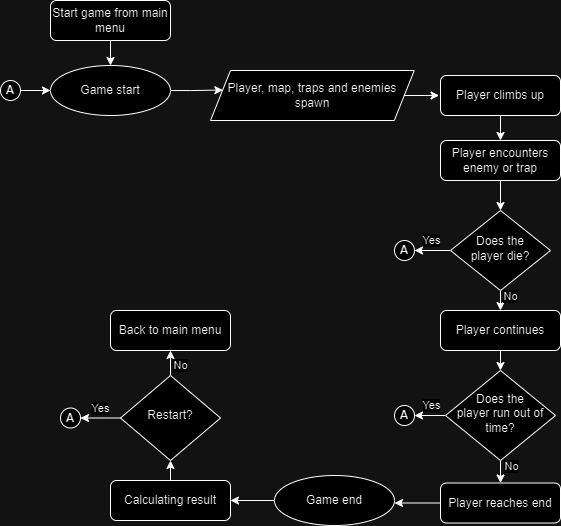 Start game from main
menu
A
Game start
Player, map, traps and enemies
spawn
Player climbs up
Player encounters
enemy or trap
Does the
player die?
Yes
A
No
Player continues
Does the
player run out of
time?
Yes
A
No
Player reaches end
Game end
Calculating result
Restart?
Yes
A
No
Back to main menu